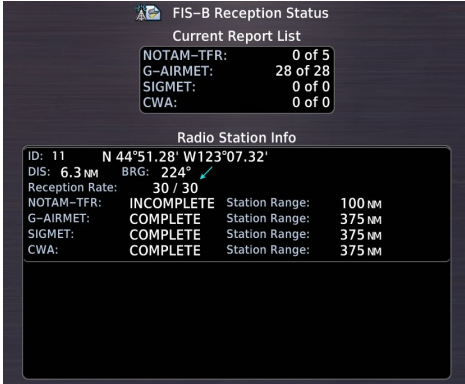 FIS-B Reception Status
Current Report List
NOTAM-TFR: 0 of 5
G-AIRMET: 28 of 28
SIGMET: 0 of 0
CWA: 0 of 0
Radio Station Info
ID: 11 N 44°51.28' W123°07.32'
DIS: 6.3 NM BRG: 224°
Reception Rate: 30 / 30
NOTAM-TFR: INCOMPLETE Station Range: 100 NM
G-AIRMET: COMPLETE Station Range: 375 NM
SIGMET: COMPLETE Station Range: 375 NM
CWA: COMPLETE Station Range: 375 NM